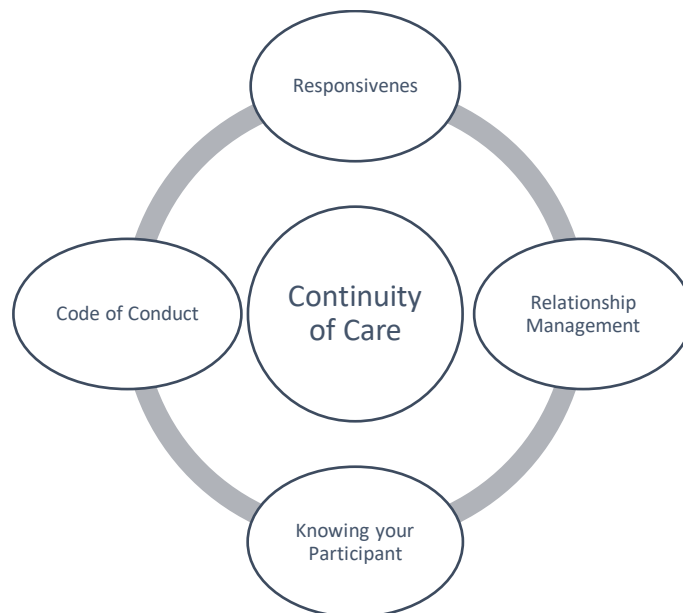 Responsivenes
Code of Conduct
Continuity
of Care
Relationship
Management
Knowing your
Participant